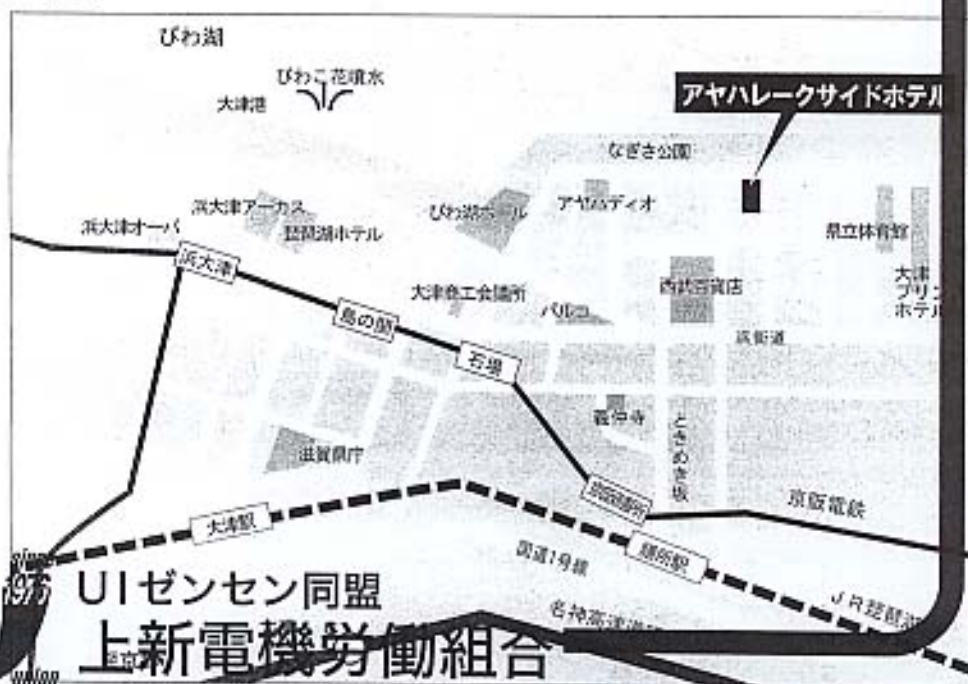 びわ湖
びわこ花噴水
大津港
アヤハレークサイドホテル
なぎさ公園
浜大津アーカス
びわ湖ホール
アヤハディオ
浜大津オーパ
琵琶湖ホテル
県立体育館
浜大津
大津商工会議所
パルコ
西武百貨店
大津
プリン
ホテル
島の関
浜街道
石場
義仲寺
ときめき坂
滋賀県庁
京阪膳所
京阪電鉄
大津駅
国道1号線
膳所駅
since
1976
UIゼンセン同盟
名神高速道
JR琵琶湖
上新電機労働組合
union